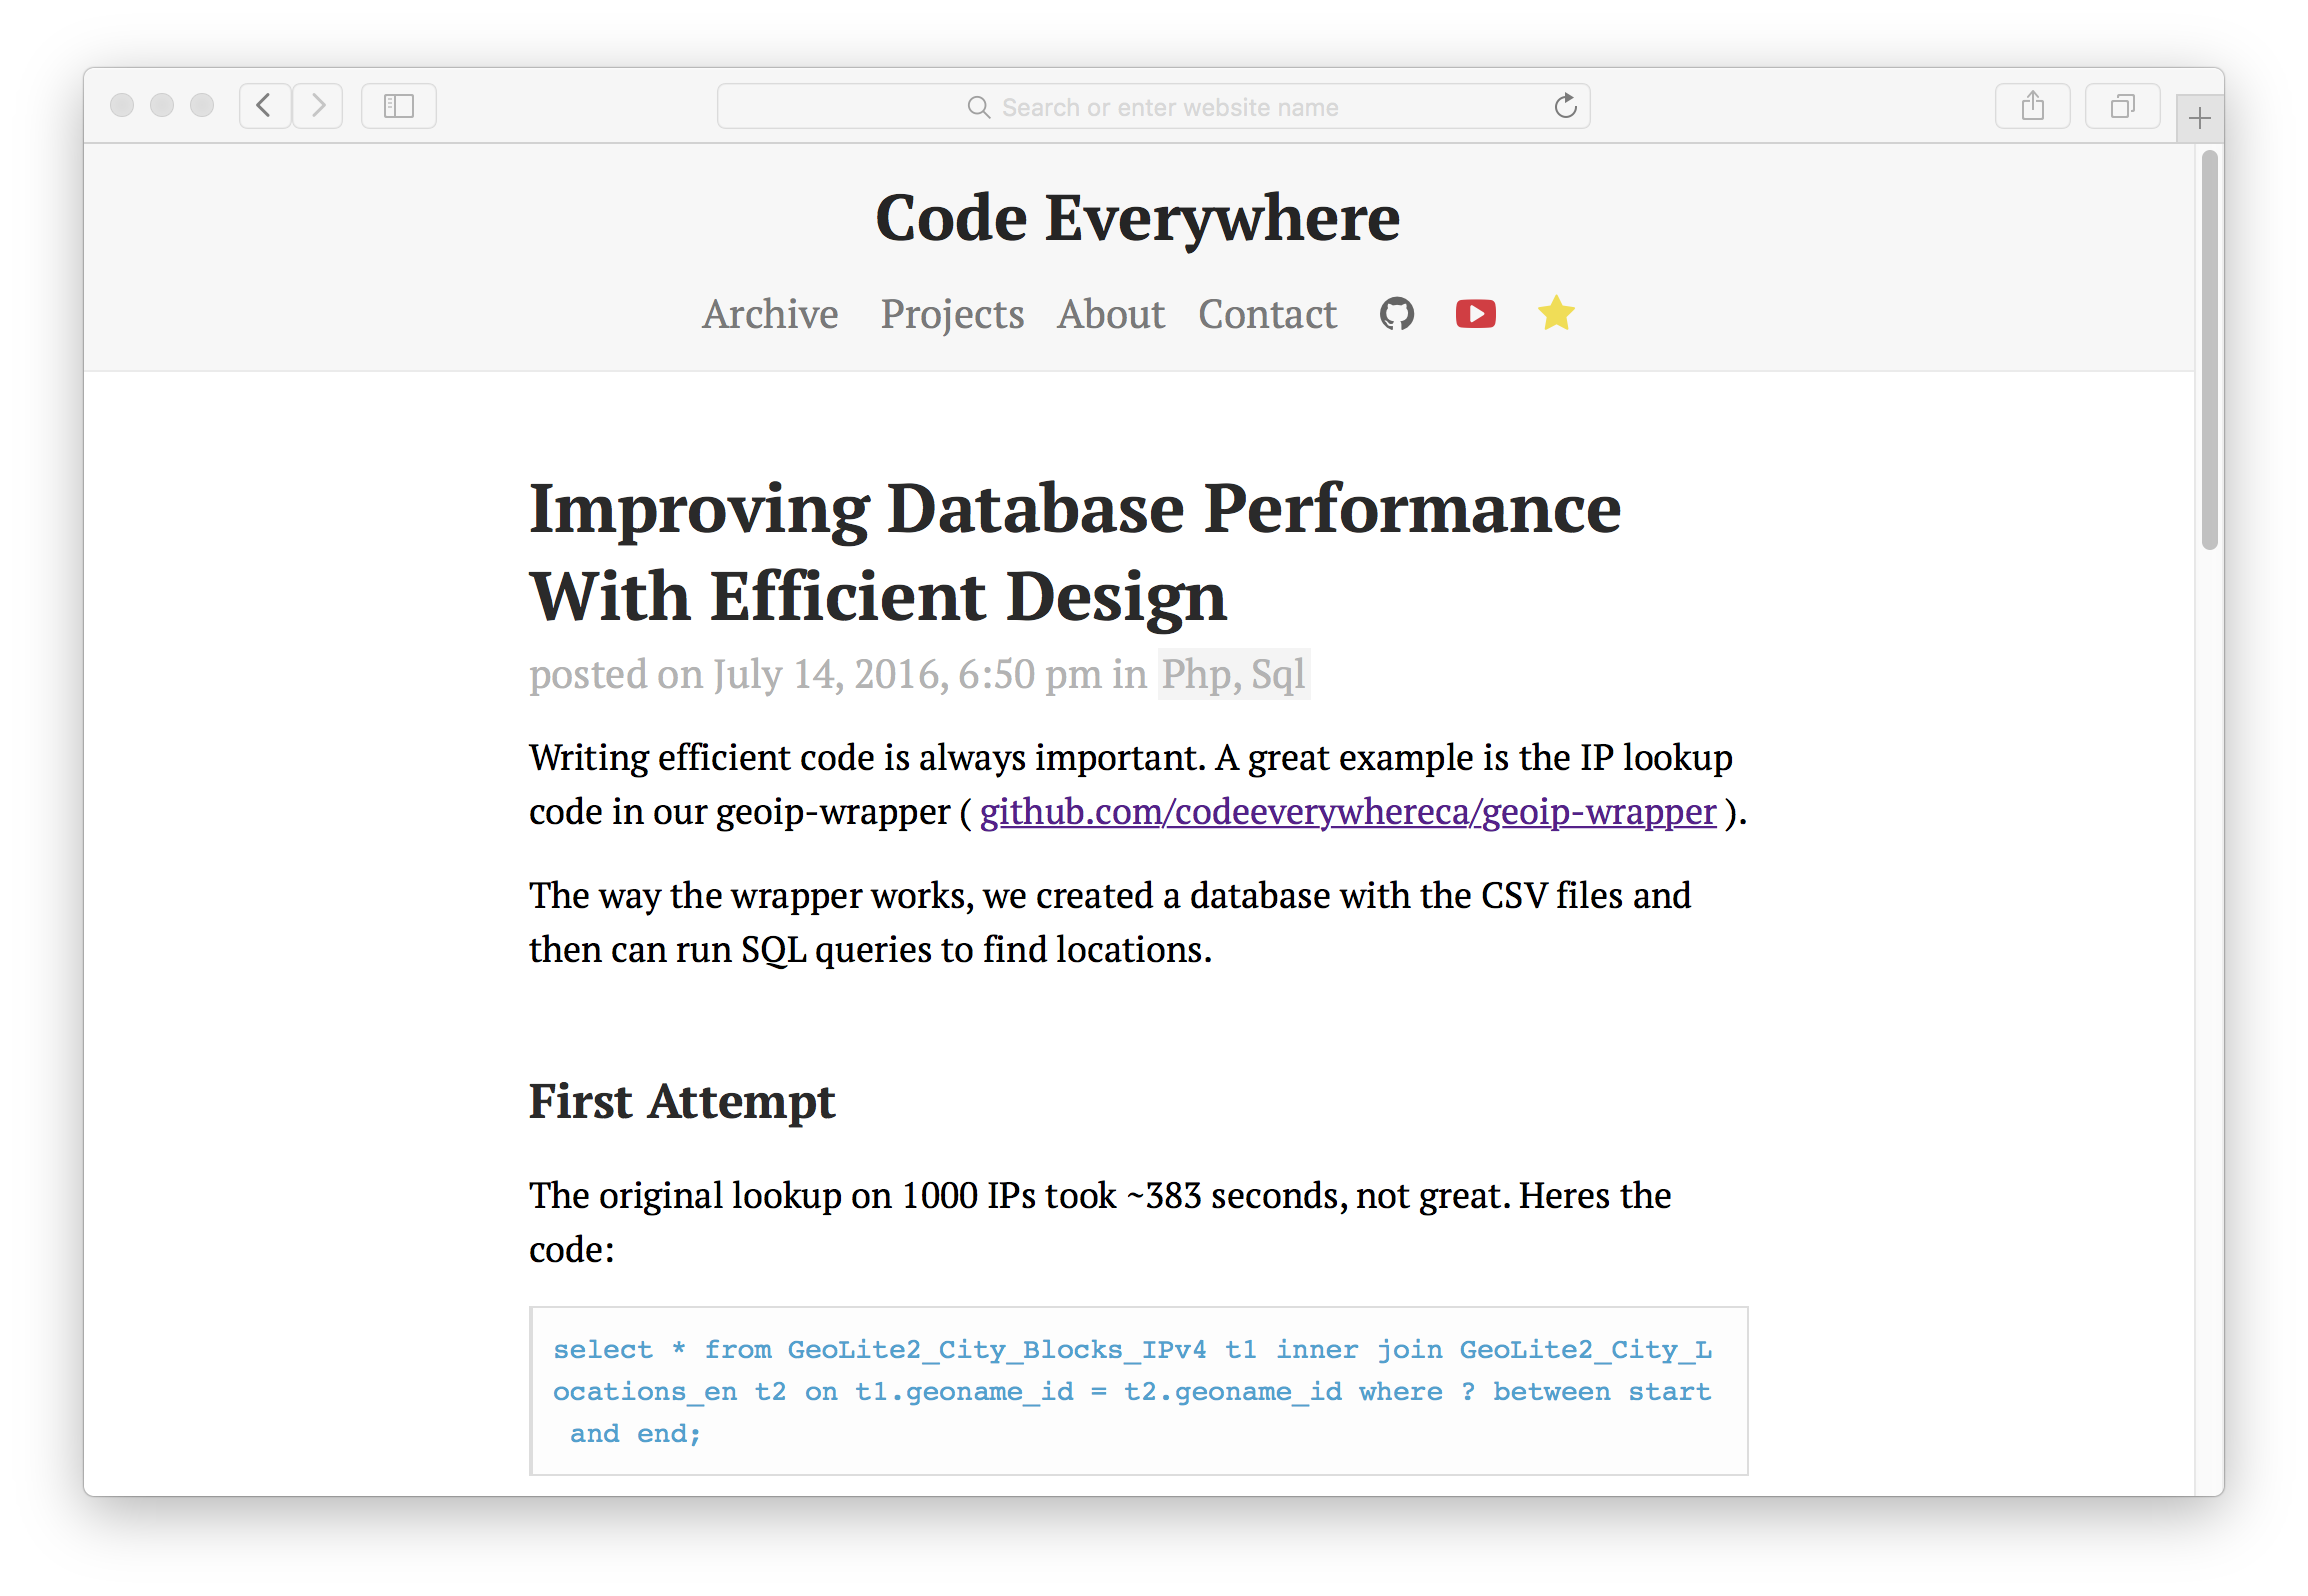 Search or enter website name
Code Everywhere
Archive Projects About Contact
Improving Database Performance
With Efficient Design
posted on July 14, 2016, 6:50 pm in Php, Sql
Writing efficient code is always important. A great example is the IP lookup
code in our geoip-wrapper ( github.com/codeeverywhereca/geoip-wrapper ).
The way the wrapper works, we created a database with the CSV files and
then can run SQL queries to find locations.
First Attempt
The original lookup on 1000 IPs took ~383 seconds, not great. Heres the
code:
select * from GeoLite2_City_Blocks_IPv4 t1 inner join GeoLite2_City_L
ocations_en t2 on t1.geoname_id = t2.geoname_id where ? between start
 and end;